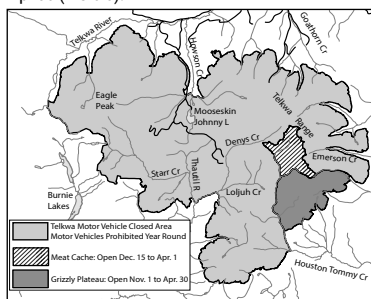 Telkwa River
Howson Cr
Goathorn Cr
Eagle
Peak
Mooseskin
Johnny L
Telkwa Range
Denys Cr
Emerson Cr
Starr Cr
Thautil R
Loljuh Cr
Burnie
Lakes
Telkwa Motor Vehicle Closed Area
Motor Vehicles Prohibited Year Round
Meat Cache: Open Dec. 15 to Apr. 1
Grizzly Plateau: Open Nov. 1 to Apr. 30
Houston Tommy Cr